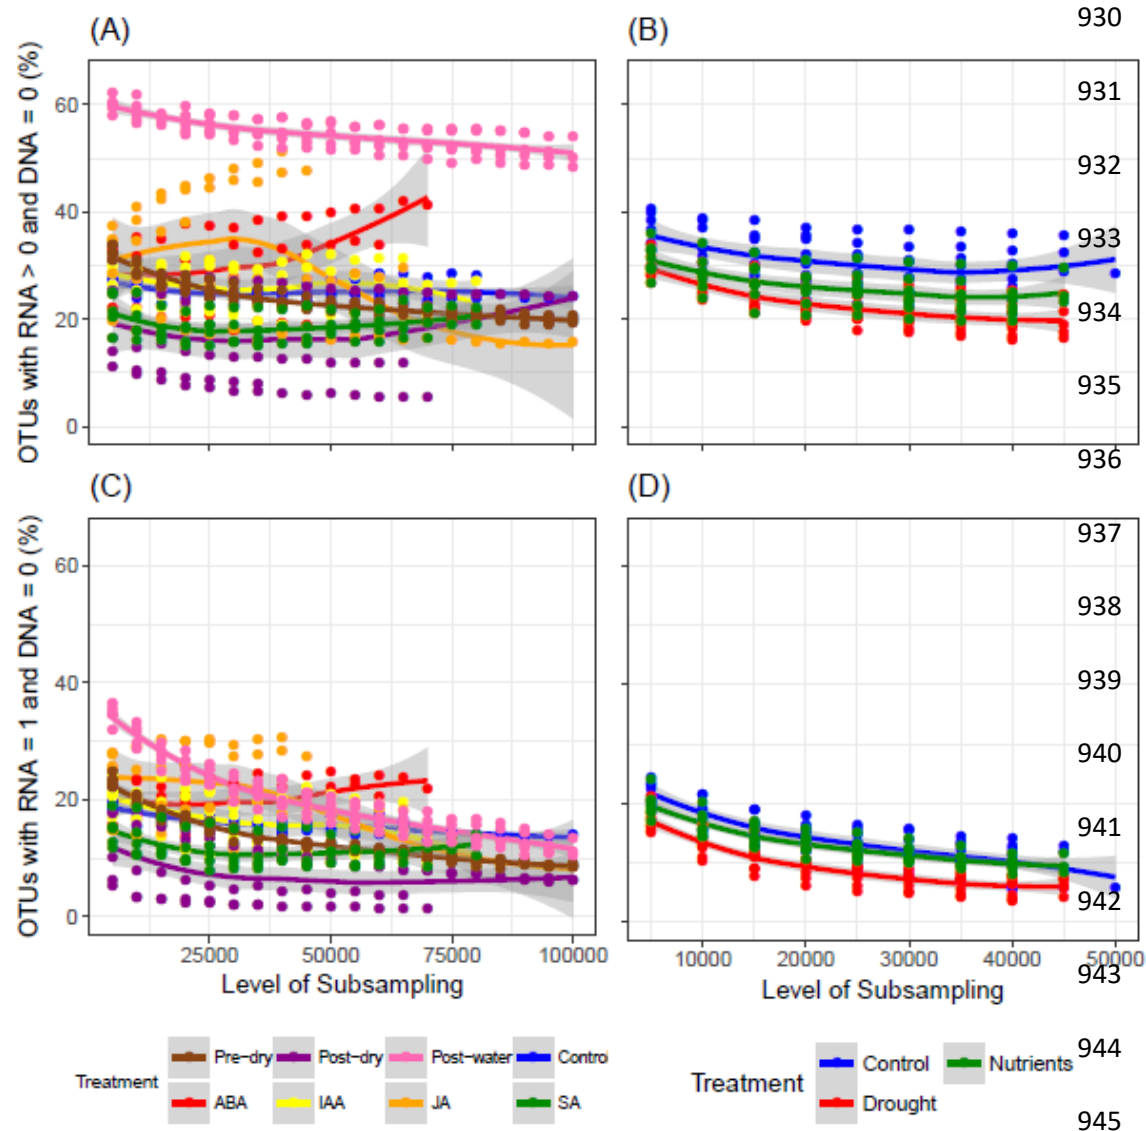 (A)
(B)
930
OTUs with RNA > 0 and DNA = 0 (%)
60
40
20
0
931
932
933
934
935
(C)
(D)
936
OTUs with RNA = 1 and DNA = 0 (%)
60
40
20
0
937
938
939
940
941
942
25000 50000 75000 100000
10000 20000 30000 40000 50000
Level of Subsampling
Level of Subsampling
943
Treatment
Pre-dry Post-dry Post-water Control
ABA IAA JA SA
Treatment
Control Nutrients
Drought
944
945